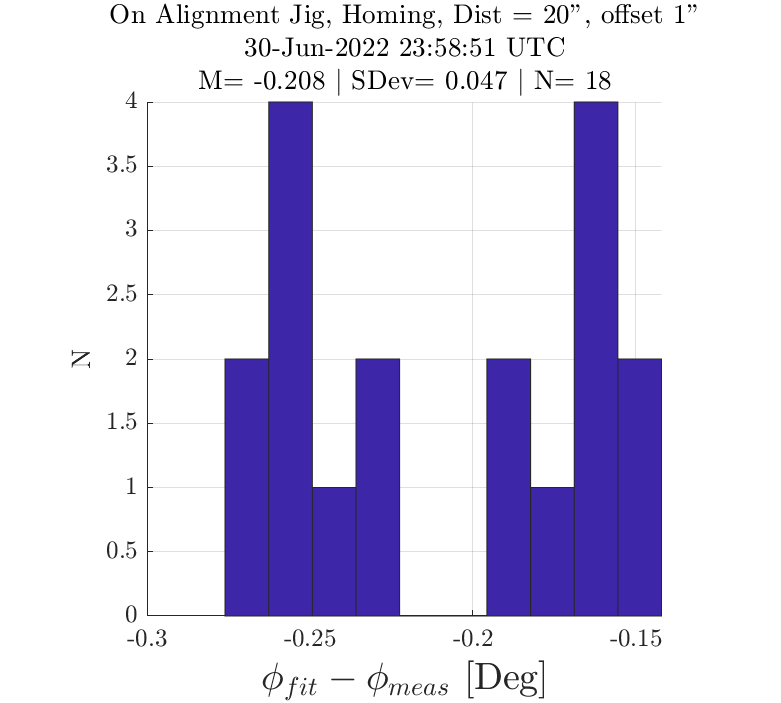 On Alignment Jig, Homing, Dist = 20”, offset 1”
30-Jun-2022 23:58:51 UTC
M= -0.208 | SDev= 0.047 | N= 18
4
3.5
3
2.5
2
1.5
1
0.5
0
N
-0.3 -0.25 -0.2 -0.15
ϕ_fit − ϕ_meas [Deg]